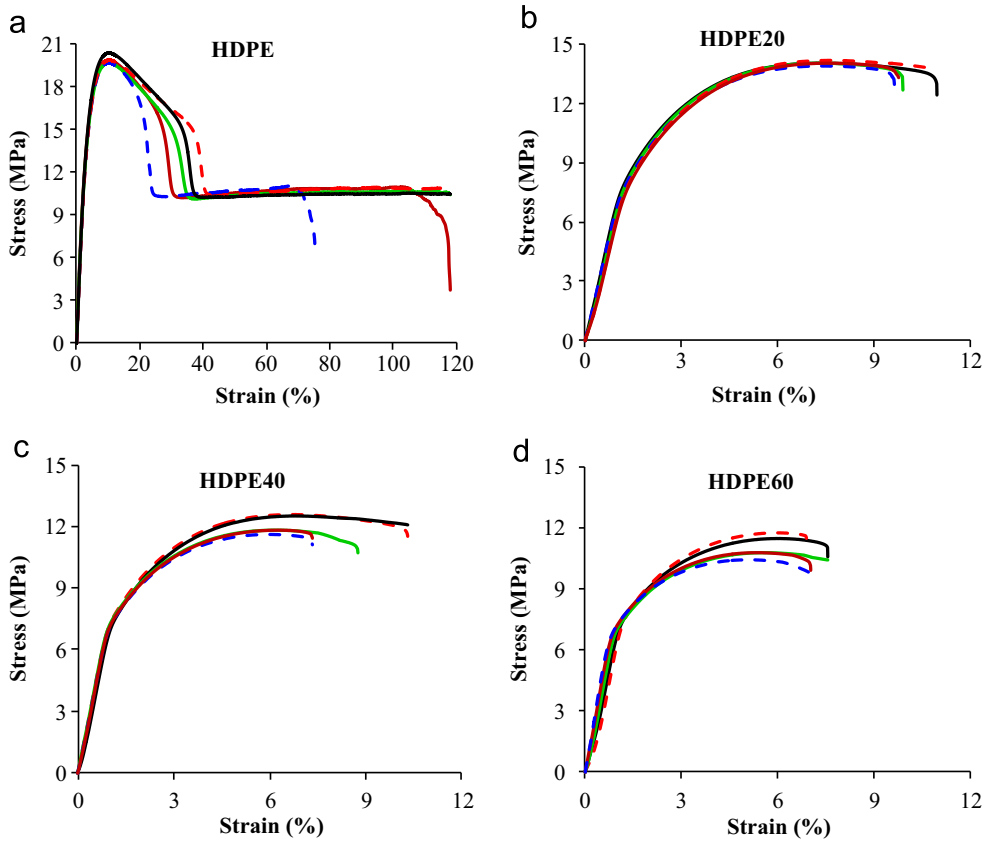 a
HDPE
21
18
15
12
9
6
3
0
Stress (MPa)
0 20 40 60 80 100 120
Strain (%)
b
HDPE20
15
12
9
6
3
0
Stress (MPa)
0 3 6 9 12
Strain (%)
c
HDPE40
15
12
9
6
3
0
Stress (MPa)
0 3 6 9 12
Strain (%)
d
HDPE60
15
12
9
6
3
0
Stress (MPa)
0 3 6 9 12
Strain (%)